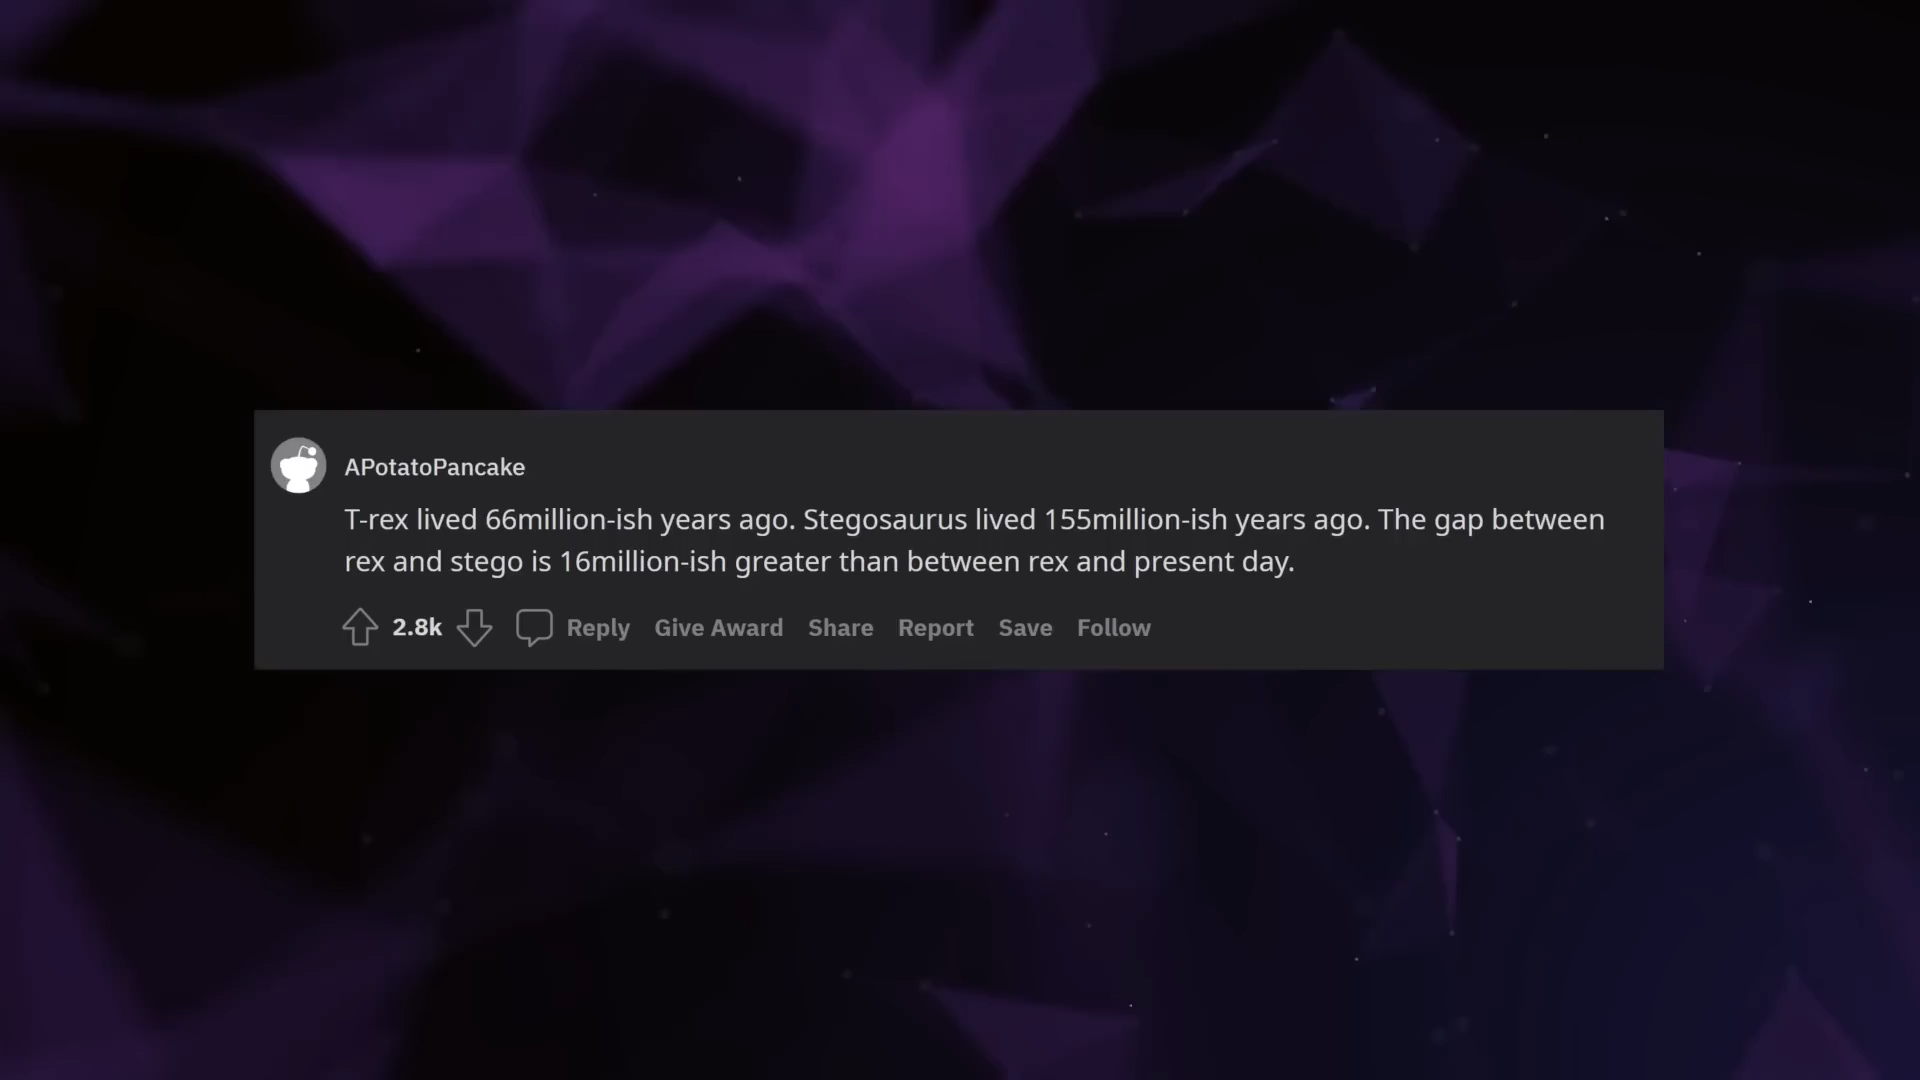 APotatoPancake
T-rex lived 66million-ish years ago. Stegosaurus lived 155million-ish years ago. The gap between
rex and stego is 16million-ish greater than between rex and present day.
2.8k Reply Give Award Share Report Save Follow